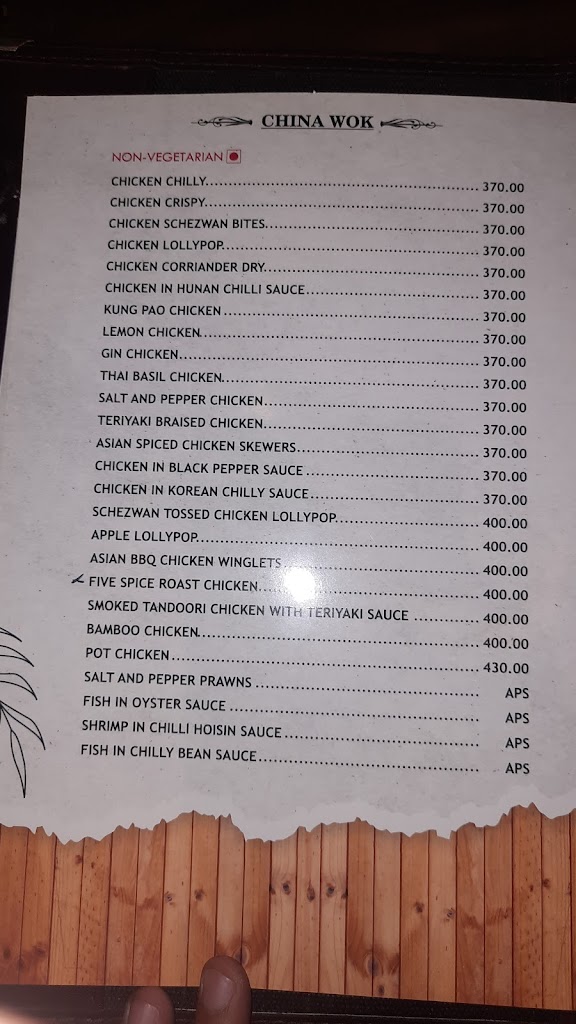 CHINA WOK
NON-VEGETARIAN
CHICKEN CHILLY 370.00
CHICKEN CRISPY 370.00
CHICKEN SCHEZWAN BITES 370.00
CHICKEN LOLLYPOP 370.00
CHICKEN CORRIANDER DRY 370.00
CHICKEN IN HUNAN CHILLI SAUCE 370.00
KUNG PAO CHICKEN 370.00
LEMON CHICKEN 370.00
GIN CHICKEN 370.00
THAI BASIL CHICKEN 370.00
SALT AND PEPPER CHICKEN 370.00
TERIYAKI BRAISED CHICKEN 370.00
ASIAN SPICED CHICKEN SKEWERS 370.00
CHICKEN IN BLACK PEPPER SAUCE 370.00
CHICKEN IN KOREAN CHILLY SAUCE 370.00
SCHEZWAN TOSSED CHICKEN LOLLYPOP 400.00
APPLE LOLLYPOP 400.00
ASIAN BBQ CHICKEN WINGLETS 400.00
FIVE SPICE ROAST CHICKEN 400.00
SMOKED TANDOORI CHICKEN WITH TERIYAKI SAUCE 400.00
BAMBOO CHICKEN 400.00
POT CHICKEN 430.00
SALT AND PEPPER PRAWNS APS
FISH IN OYSTER SAUCE APS
SHRIMP IN CHILLI HOISIN SAUCE APS
FISH IN CHILLY BEAN SAUCE APS